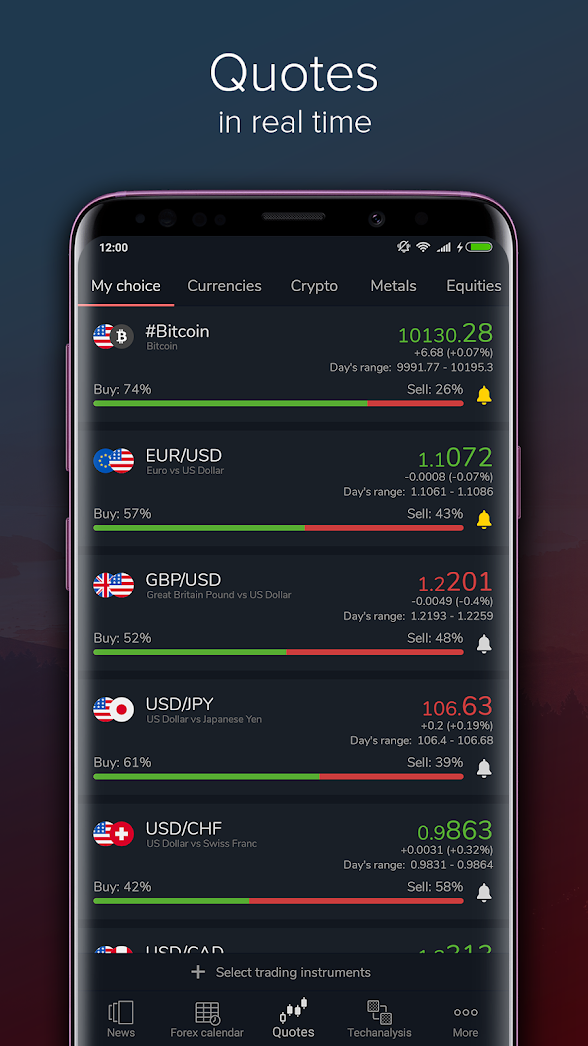 Quotes
in real time
12:00
My choice Currencies Crypto Metals Equities
#Bitcoin 10130.28
Bitcoin
+6.68 (+0.07%)
Day's range: 9991.77 - 10195.3
Buy: 74% Sell: 26%
EUR/USD 1.1072
Euro vs US Dollar
-0.0008 (-0.07%)
Day's range: 1.1061 - 1.1086
Buy: 57% Sell: 43%
GBP/USD 1.2201
Great Britain Pound vs US Dollar
-0.0049 (-0.4%)
Day's range: 1.2193 - 1.2259
Buy: 52% Sell: 48%
USD/JPY 106.63
US Dollar vs Japanese Yen
+0.2 (+0.19%)
Day's range: 106.4 - 106.68
Buy: 61% Sell: 39%
USD/CHF 0.9863
US Dollar vs Swiss Franc
+0.0031 (+0.32%)
Day's range: 0.9831 - 0.9864
Buy: 42% Sell: 58%
USD/CAD
+ Select trading instruments
News Forex calendar Quotes Techanalysis More